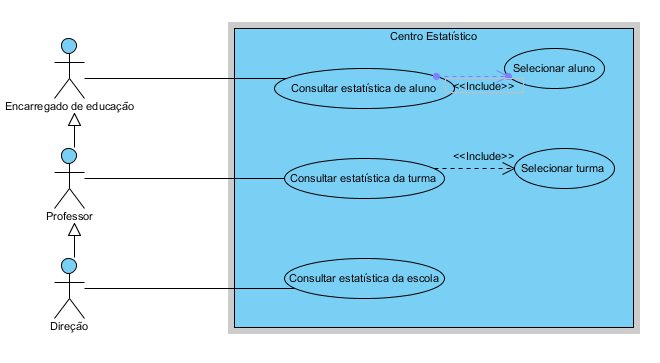 Centro Estatístico
Selecionar aluno
Consultar estatística de aluno
<<Include>>
Encarregado de educação
<<Include>>
Selecionar turma
Consultar estatística da turma
Professor
Consultar estatística da escola
Direção